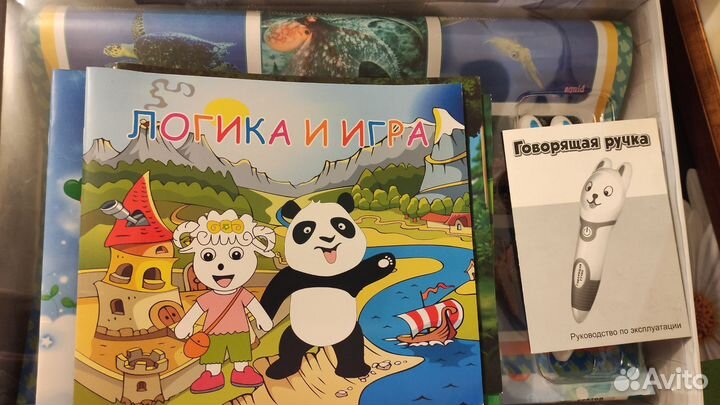 ЛОГИКА И ИГРА
squid
Говорящая ручка
Руководство по эксплуатации
Avito